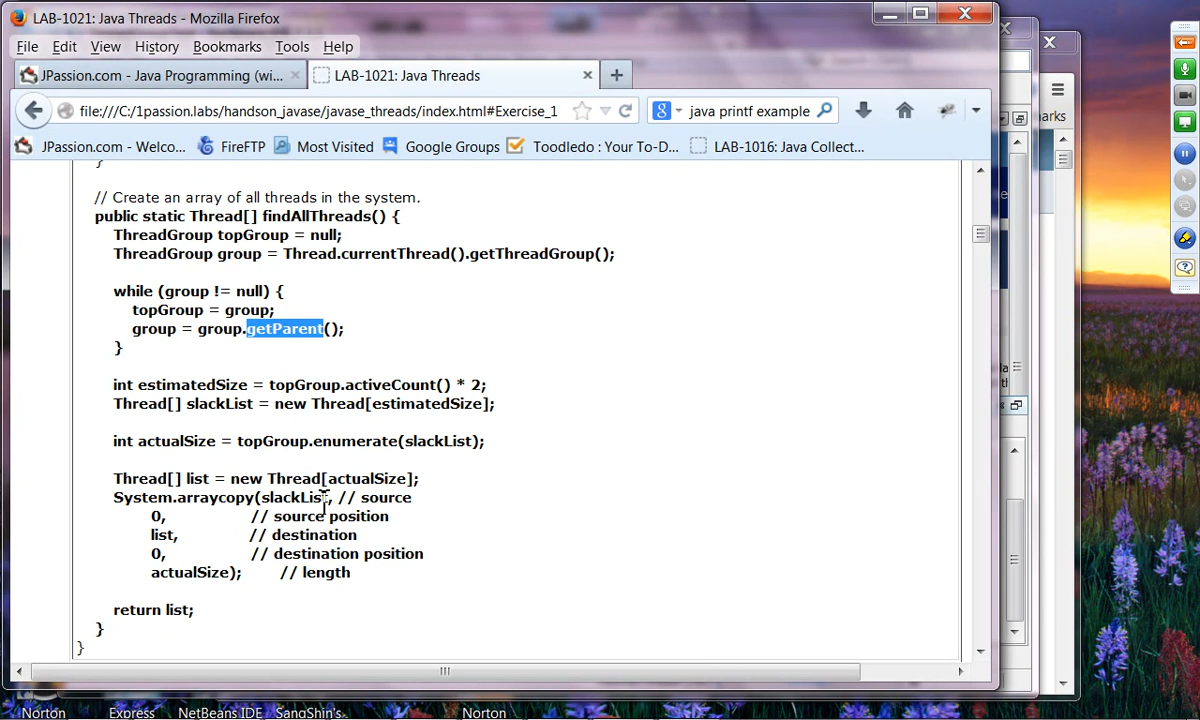 LAB-1021: Java Threads - Mozilla Firefox
File Edit View History Bookmarks Tools Help
JPassion.com - Java Programming (wi...
LAB-1021: Java Threads
file:///C:/1passion.labs/handson_javase/javase_threads/index.html#Exercise_1
java printf example
arks
JPassion.com - Welco... FireFTP Most Visited Google Groups Toodledo : Your To-D... LAB-1016: Java Collect...
}
// Create an array of all threads in the system.
public static Thread[] findAllThreads() {
ThreadGroup topGroup = null;
ThreadGroup group = Thread.currentThread().getThreadGroup();
while (group != null) {
topGroup = group;
group = group.getParent();
}
int estimatedSize = topGroup.activeCount() * 2;
Thread[] slackList = new Thread[estimatedSize];
int actualSize = topGroup.enumerate(slackList);
Thread[] list = new Thread[actualSize];
System.arraycopy(slackList, // source
0, // source position
list, // destination
0, // destination position
actualSize); // length
return list;
}
}
Norton Express NetBeans IDE SangShin's Norton